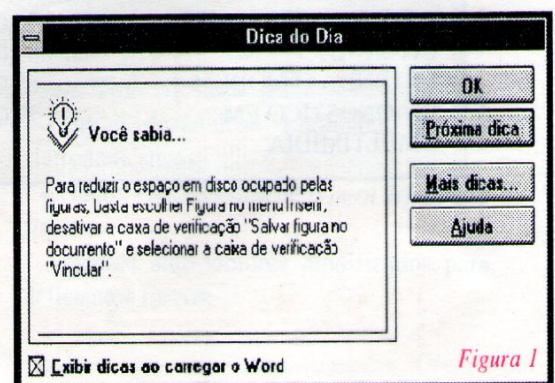 Dica do Dia
Você sabia...
Para reduzir o espaço em disco ocupado pelas
figuras, basta escolher Figura no menu Inserir,
desativar a caixa de verificação "Salvar figura no
documento" e selecionar a caixa de verificação
"Vincular".
OK
Próxima dica
Mais dicas...
Ajuda
Exibir dicas ao carregar o Word
Figura 1